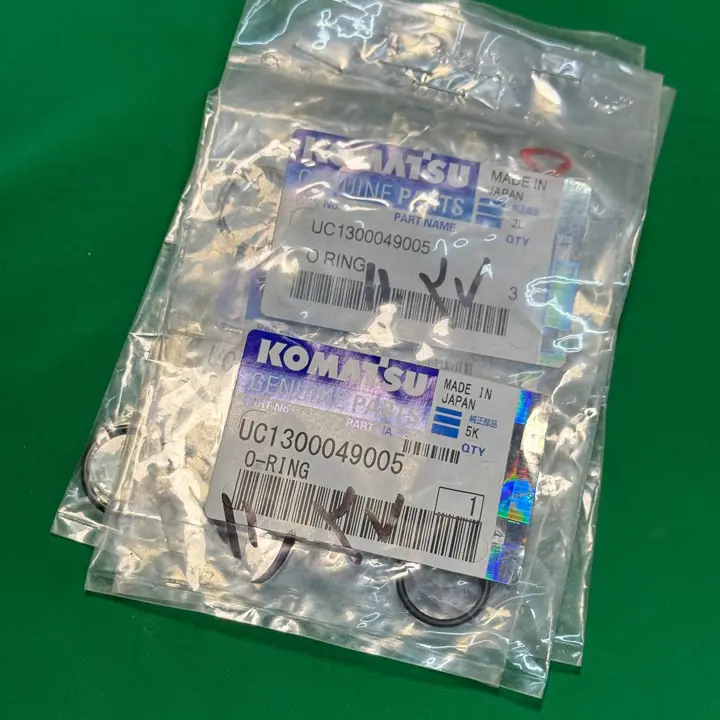 KOMATSU
GENUINE PARTS
MADE IN
JAPAN
PART NAME
2L
UC1300049005
QTY
O RING
3
KOMATSU
GENUINE PARTS
MADE IN
JAPAN
純正部品
5K
UC1300049005
QTY
O-RING
1